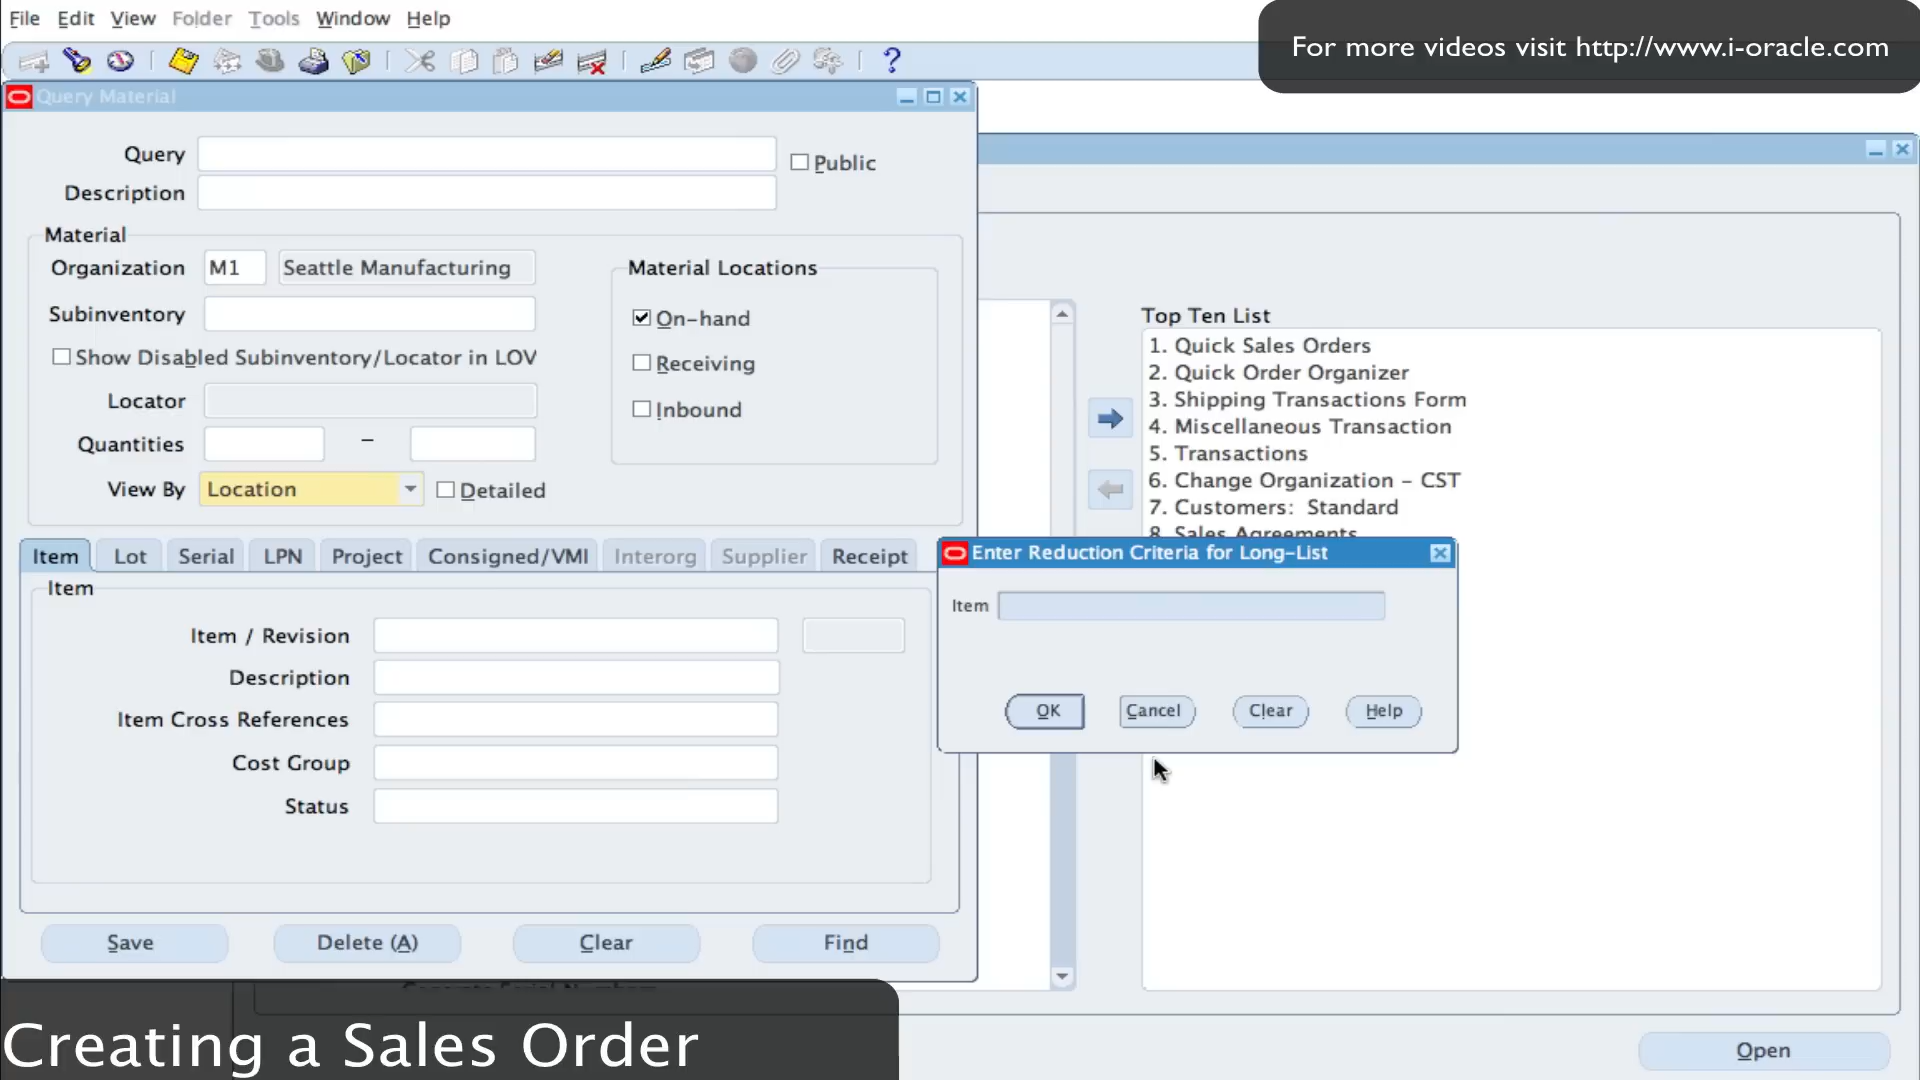 File Edit View Folder Tools Window Help
For more videos visit http://www.i-oracle.com
Query Material
Query
Public
Description
Material
Organization M1 Seattle Manufacturing
Subinventory
Show Disabled Subinventory/Locator in LOV
Locator
Quantities –
View By Location Detailed
Material Locations
On-hand
Receiving
Inbound
Item Lot Serial LPN Project Consigned/VMI Interorg Supplier Receipt
Item
Item / Revision
Description
Item Cross References
Cost Group
Status
Save Delete (A) Clear Find
Top Ten List
1. Quick Sales Orders
2. Quick Order Organizer
3. Shipping Transactions Form
4. Miscellaneous Transaction
5. Transactions
6. Change Organization - CST
7. Customers: Standard
8. Sales Agreements
Enter Reduction Criteria for Long-List
Item
OK Cancel Clear Help
Creating a Sales Order
Open